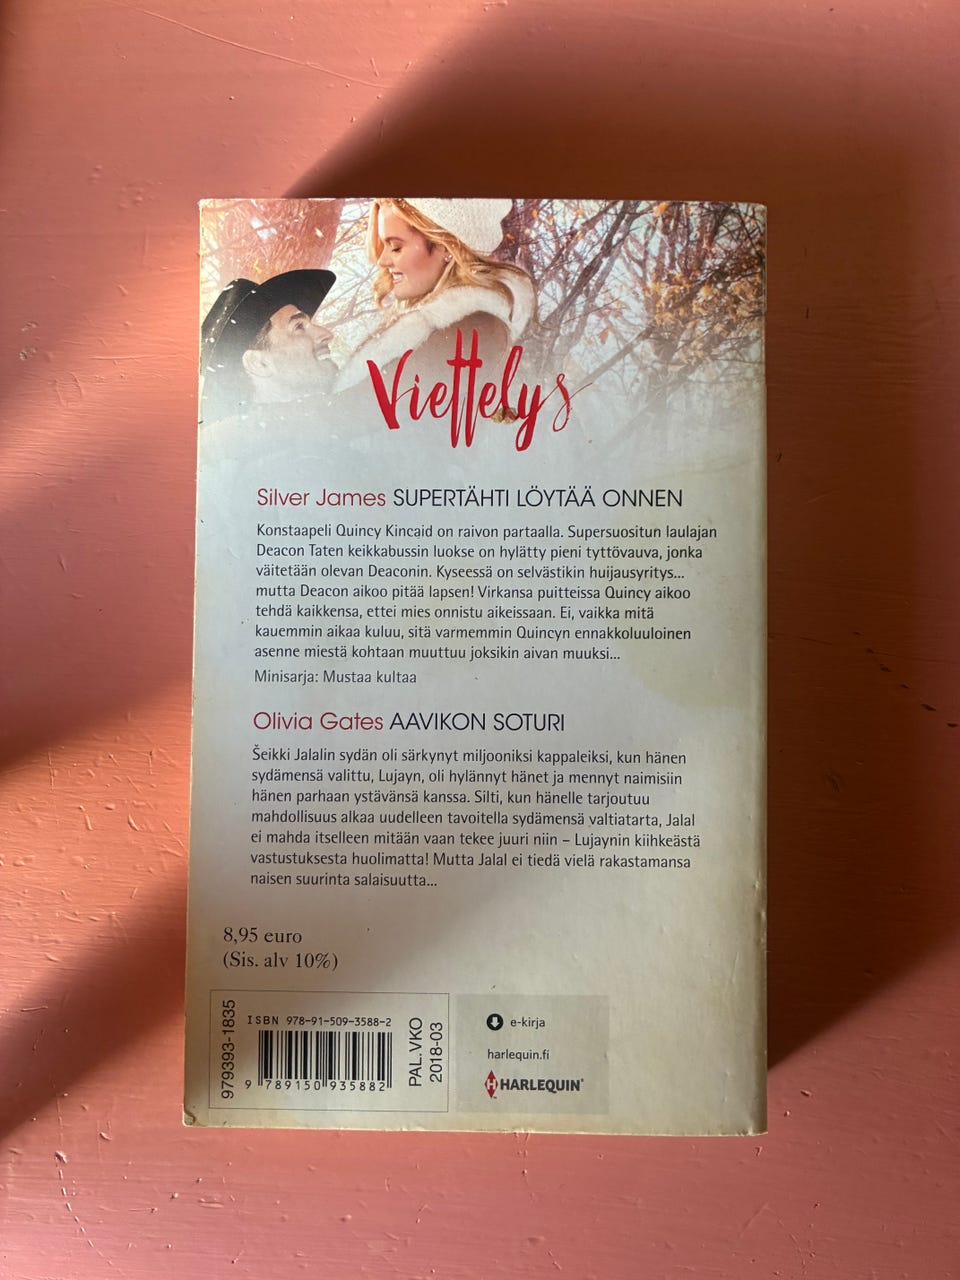 Viettelys
Silver James SUPERTÄHTI LÖYTÄÄ ONNEN
Konstaapeli Quincy Kincaid on raivon partaalla. Supersuositun laulajan
Deacon Taten keikkabussin luokse on hylätty pieni tyttövauva, jonka
väitetään olevan Deaconin. Kyseessä on selvästikin huijausyritys...
mutta Deacon aikoo pitää lapsen! Virkansa puitteissa Quincy aikoo
tehdä kaikkensa, ettei mies onnistu aikeissaan. Ei, vaikka mitä
kauemmin aikaa kuluu, sitä varmemmin Quincyn ennakkoluuloinen
asenne miestä kohtaan muuttuu joksikin aivan muuksi...
Minisarja: Mustaa kultaa
Olivia Gates AAVIKON SOTURI
Šeikki Jalalin sydän oli särkynyt miljooniksi kappaleiksi, kun hänen
sydämensä valittu, Lujayn, oli hylännyt hänet ja mennyt naimisiin
hänen parhaan ystävänsä kanssa. Silti, kun hänelle tarjoutuu
mahdollisuus alkaa uudelleen tavoitella sydämensä valtiatarta, Jalal
ei mahda itselleen mitään vaan tekee juuri niin – Lujaynin kiihkeästä
vastustuksesta huolimatta! Mutta Jalal ei tiedä vielä rakastamansa
naisen suurinta salaisuutta...
8,95 euro
(Sis. alv 10%)
979393-1835
ISBN 978-91-509-3588-2
9 789150 935882
PAL.VKO
2018-03
e-kirja
harlequin.fi
HARLEQUIN®